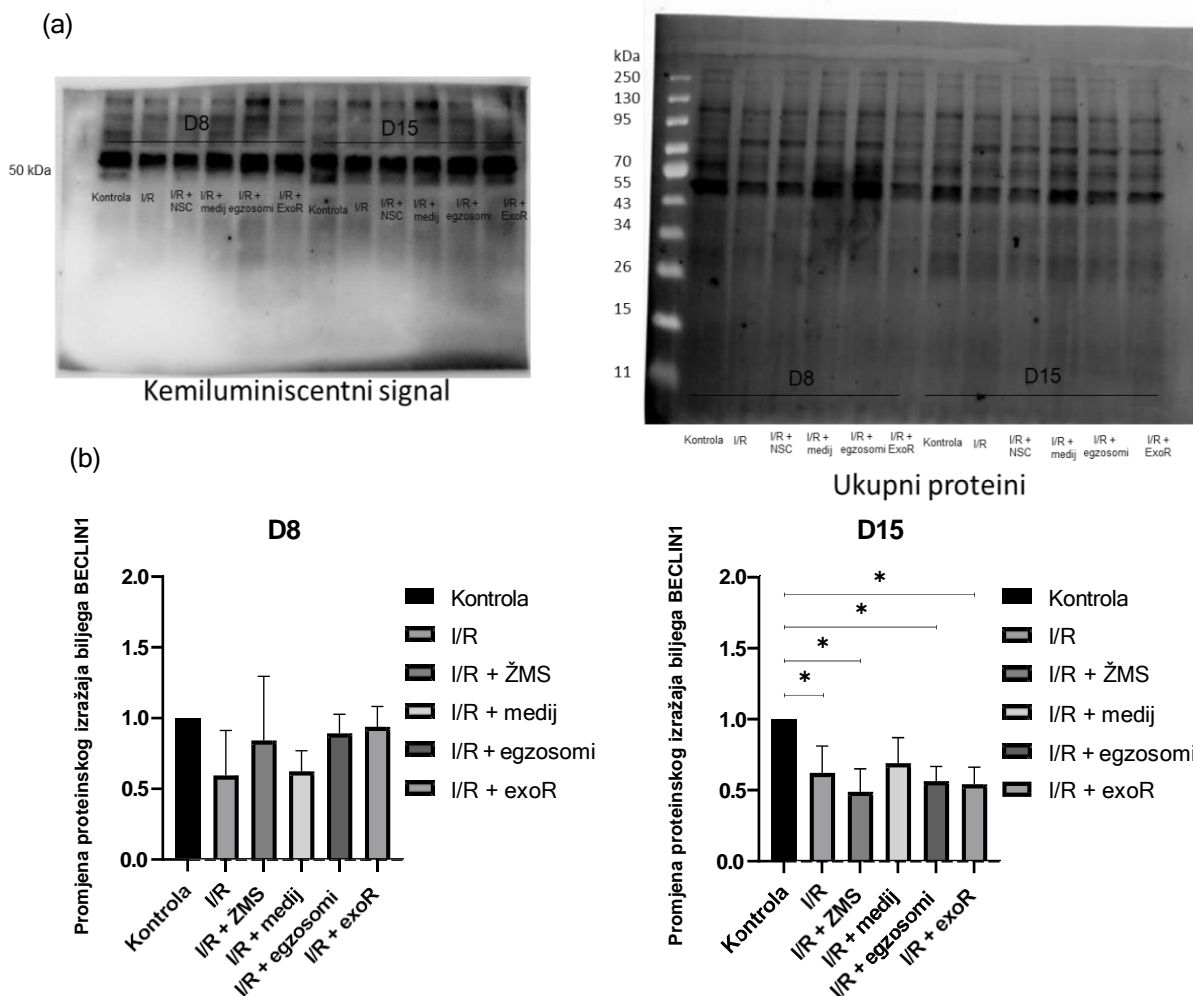 (a)
D8
D15
50 kDa
Kontrola
I/R
I/R +
NSC
I/R +
medij
I/R +
egzosomi
I/R +
ExoR
Kontrola
I/R
I/R +
NSC
I/R +
medij
I/R +
egzosomi
I/R +
ExoR
Kemiluminiscentni signal
kDa
250
130
95
70
55
43
34
26
15
11
D8
D15
Kontrola
I/R
I/R +
NSC
I/R +
medij
I/R +
egzosomi
I/R +
ExoR
Kontrola
I/R
I/R +
NSC
I/R +
medij
I/R +
egzosomi
I/R +
ExoR
Ukupni proteini
(b)
D8
Promjena proteinskog izražaja biljega BECLIN1
2.0
1.5
1.0
0.5
0.0
Kontrola
I/R
I/R + ŽMS
I/R + medij
I/R + egzosomi
I/R + exoR
Kontrola
I/R
I/R + ŽMS
I/R + medij
I/R + egzosomi
I/R + exoR
D15
Promjena proteinskog izražaja biljega BECLIN1
2.0
1.5
1.0
0.5
0.0
*
*
*
*
Kontrola
I/R
I/R + ŽMS
I/R + medij
I/R + egzosomi
I/R + exoR
Kontrola
I/R
I/R + ŽMS
I/R + medij
I/R + egzosomi
I/R + exoR